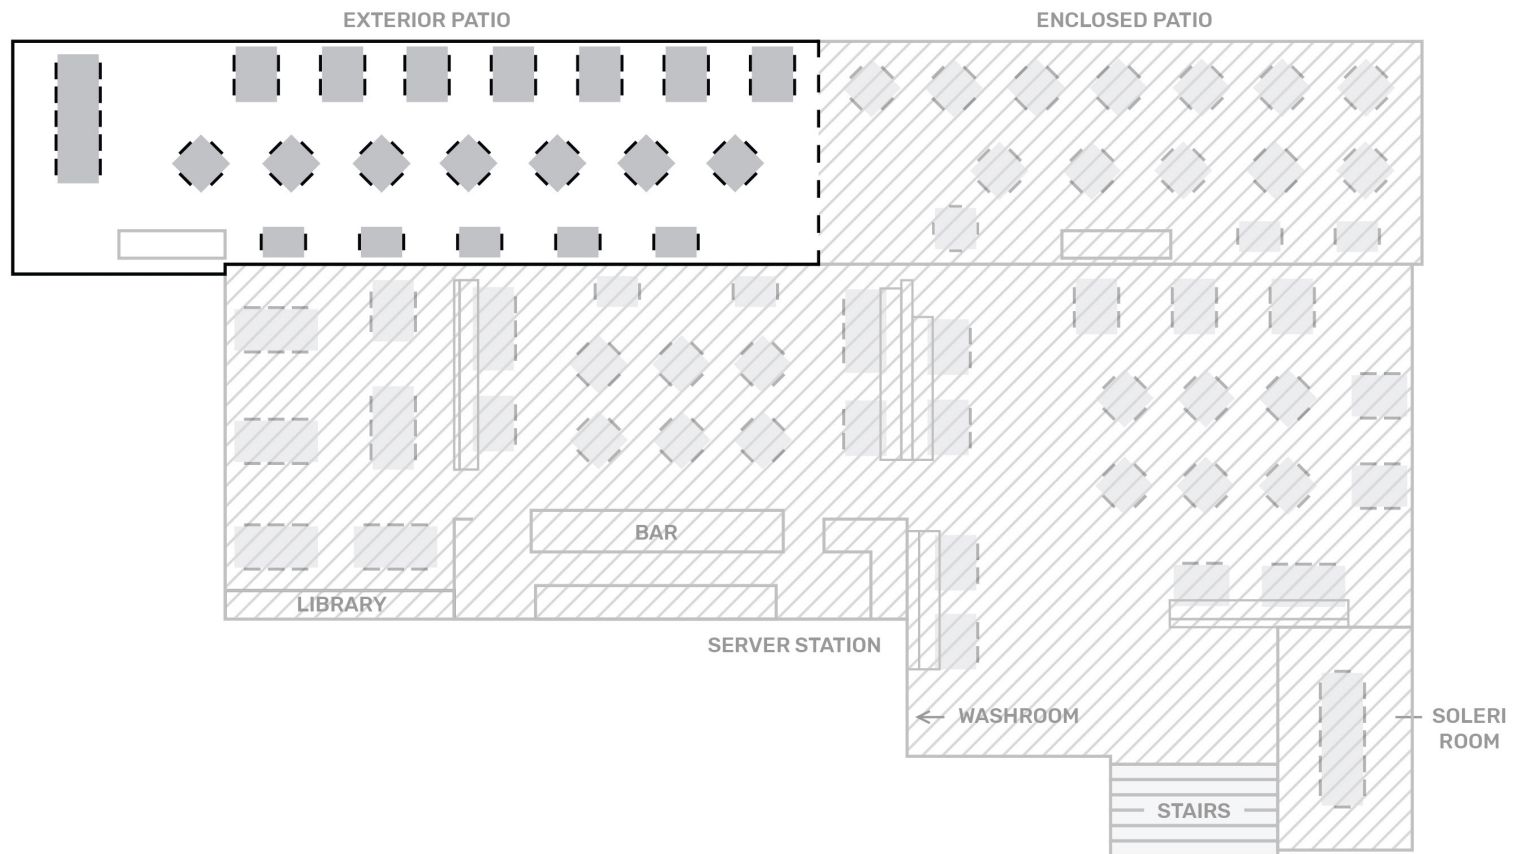 EXTERIOR PATIO
ENCLOSED PATIO
BAR
LIBRARY
SERVER STATION
WASHROOM
SOLERI
ROOM
STAIRS